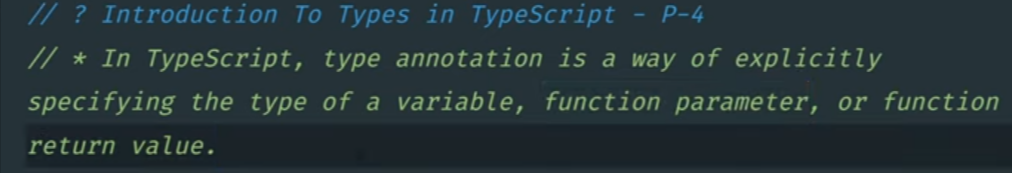 // ? Introduction To Types in TypeScript - P-4
// * In TypeScript, type annotation is a way of explicitly
specifying the type of a variable, function parameter, or function
return value.